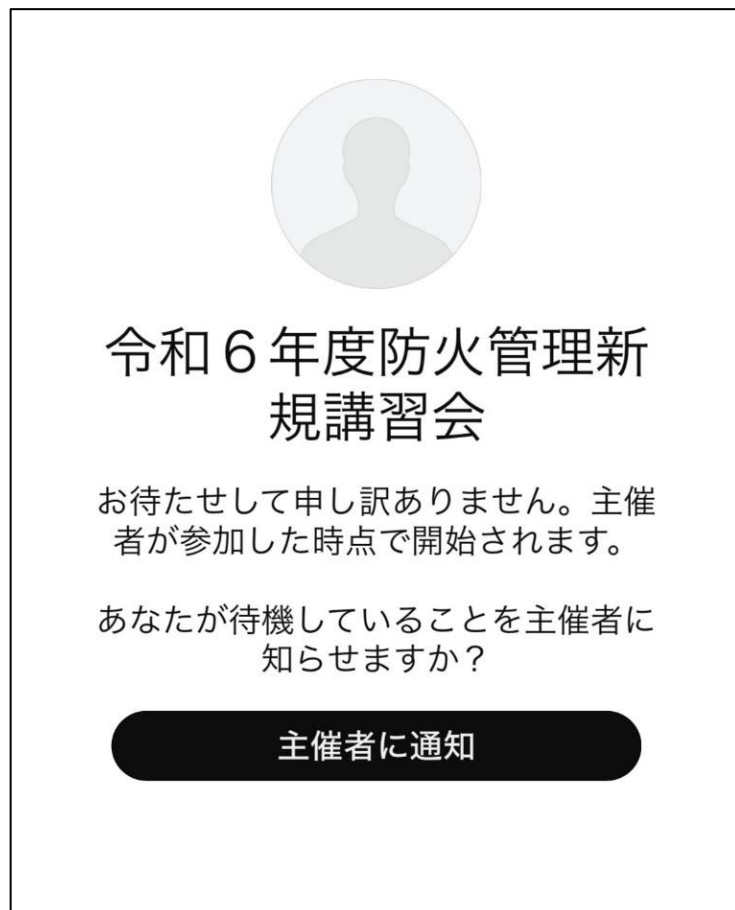 令和６年度防火管理新
規講習会
お待たせして申し訳ありません。主催
者が参加した時点で開始されます。
あなたが待機していることを主催者に
知らせますか？
主催者に通知